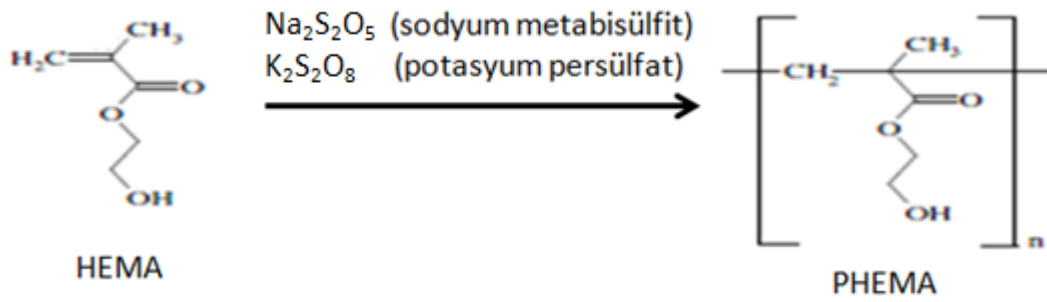 Na₂S₂O₅ (sodyum metabisülfit)
K₂S₂O₈ (potasyum persülfat)
H₂C
CH₃
O
O
OH
HEMA
CH₂
CH₃
O
O
OH
n
PHEMA